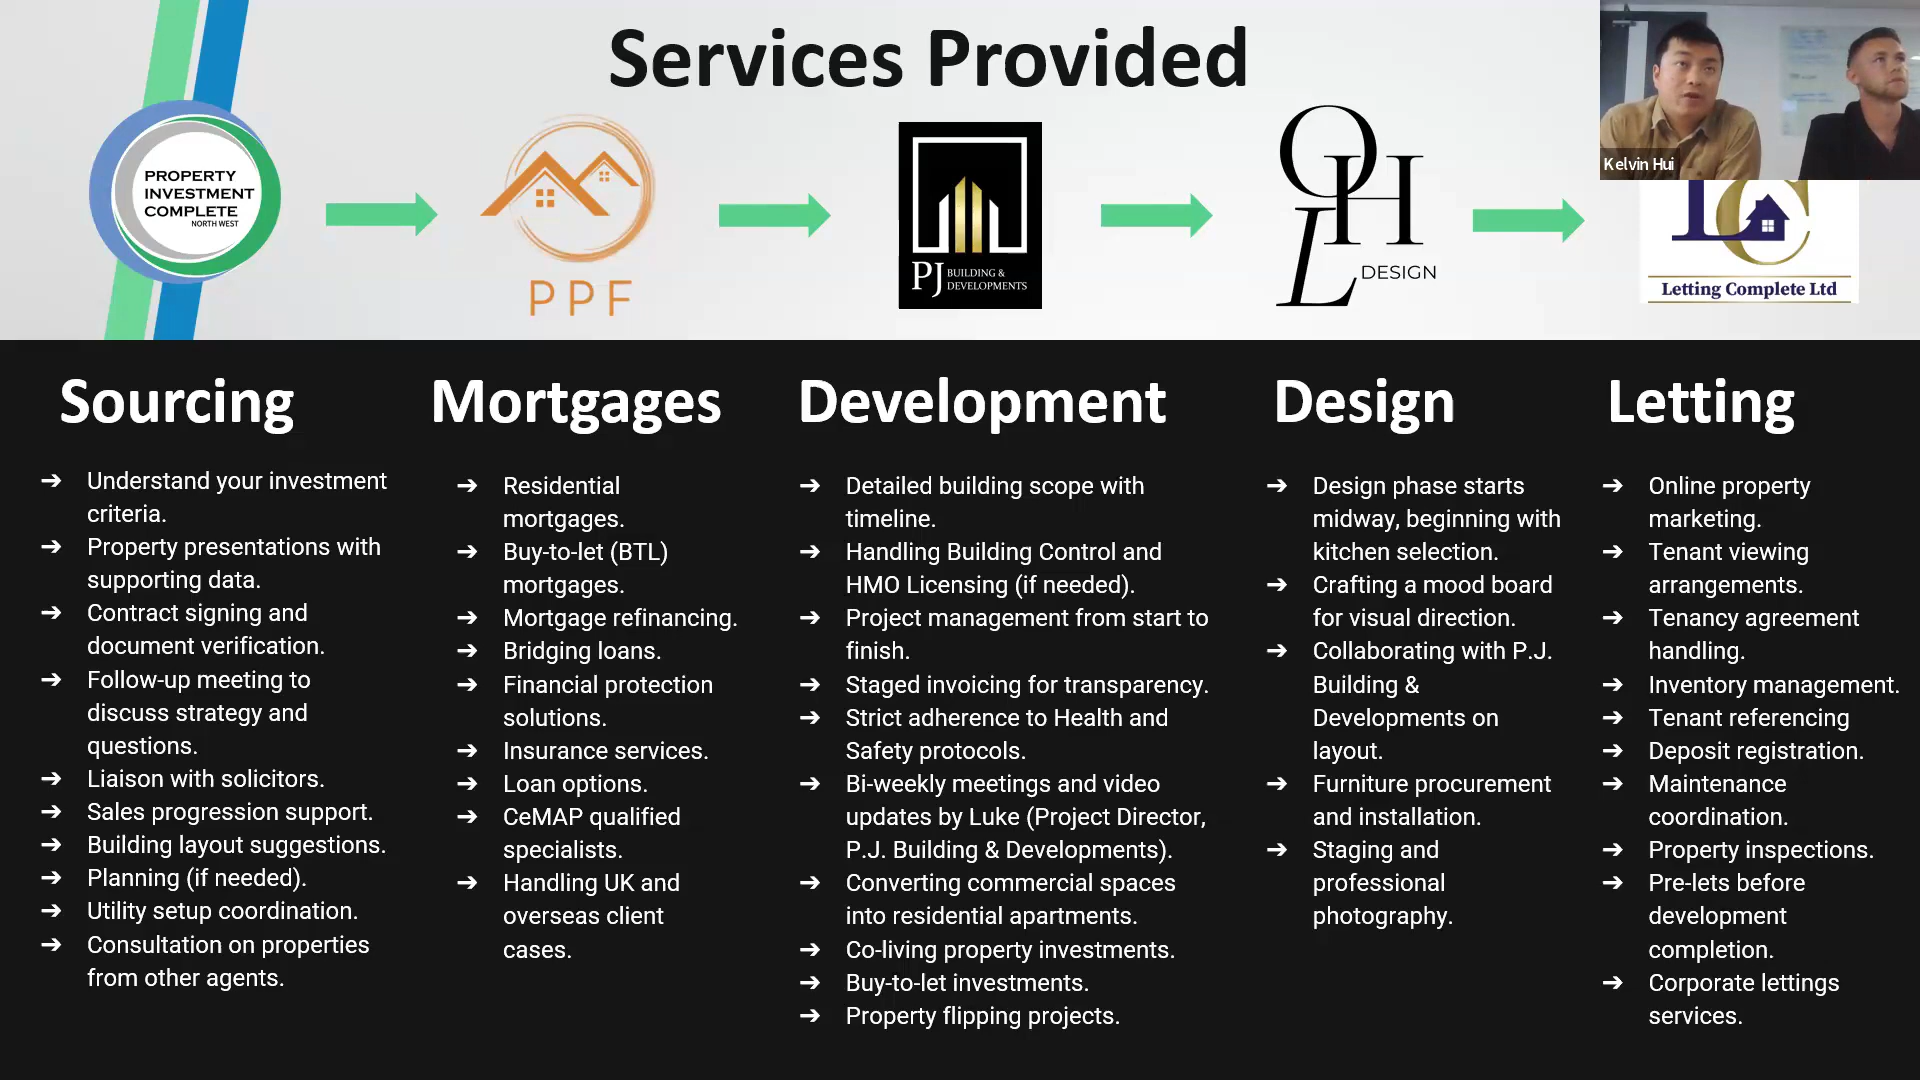 Services Provided
Kelvin Hui
PROPERTY
INVESTMENT
COMPLETE
NORTH WEST
PPF
PJ BUILDING &
DEVELOPMENTS
OHL
DESIGN
LC
Letting Complete Ltd
Sourcing
➔ Understand your investment
criteria.
➔ Property presentations with
supporting data.
➔ Contract signing and
document verification.
➔ Follow-up meeting to
discuss strategy and
questions.
➔ Liaison with solicitors.
➔ Sales progression support.
➔ Building layout suggestions.
➔ Planning (if needed).
➔ Utility setup coordination.
➔ Consultation on properties
from other agents.
Mortgages
➔ Residential
mortgages.
➔ Buy-to-let (BTL)
mortgages.
➔ Mortgage refinancing.
➔ Bridging loans.
➔ Financial protection
solutions.
➔ Insurance services.
➔ Loan options.
➔ CeMAP qualified
specialists.
➔ Handling UK and
overseas client
cases.
Development
➔ Detailed building scope with
timeline.
➔ Handling Building Control and
HMO Licensing (if needed).
➔ Project management from start to
finish.
➔ Staged invoicing for transparency.
➔ Strict adherence to Health and
Safety protocols.
➔ Bi-weekly meetings and video
updates by Luke (Project Director,
P.J. Building & Developments).
➔ Converting commercial spaces
into residential apartments.
➔ Co-living property investments.
➔ Buy-to-let investments.
➔ Property flipping projects.
Design
➔ Design phase starts
midway, beginning with
kitchen selection.
➔ Crafting a mood board
for visual direction.
➔ Collaborating with P.J.
Building &
Developments on
layout.
➔ Furniture procurement
and installation.
➔ Staging and
professional
photography.
Letting
➔ Online property
marketing.
➔ Tenant viewing
arrangements.
➔ Tenancy agreement
handling.
➔ Inventory management.
➔ Tenant referencing
➔ Deposit registration.
➔ Maintenance
coordination.
➔ Property inspections.
➔ Pre-lets before
development
completion.
➔ Corporate lettings
services.